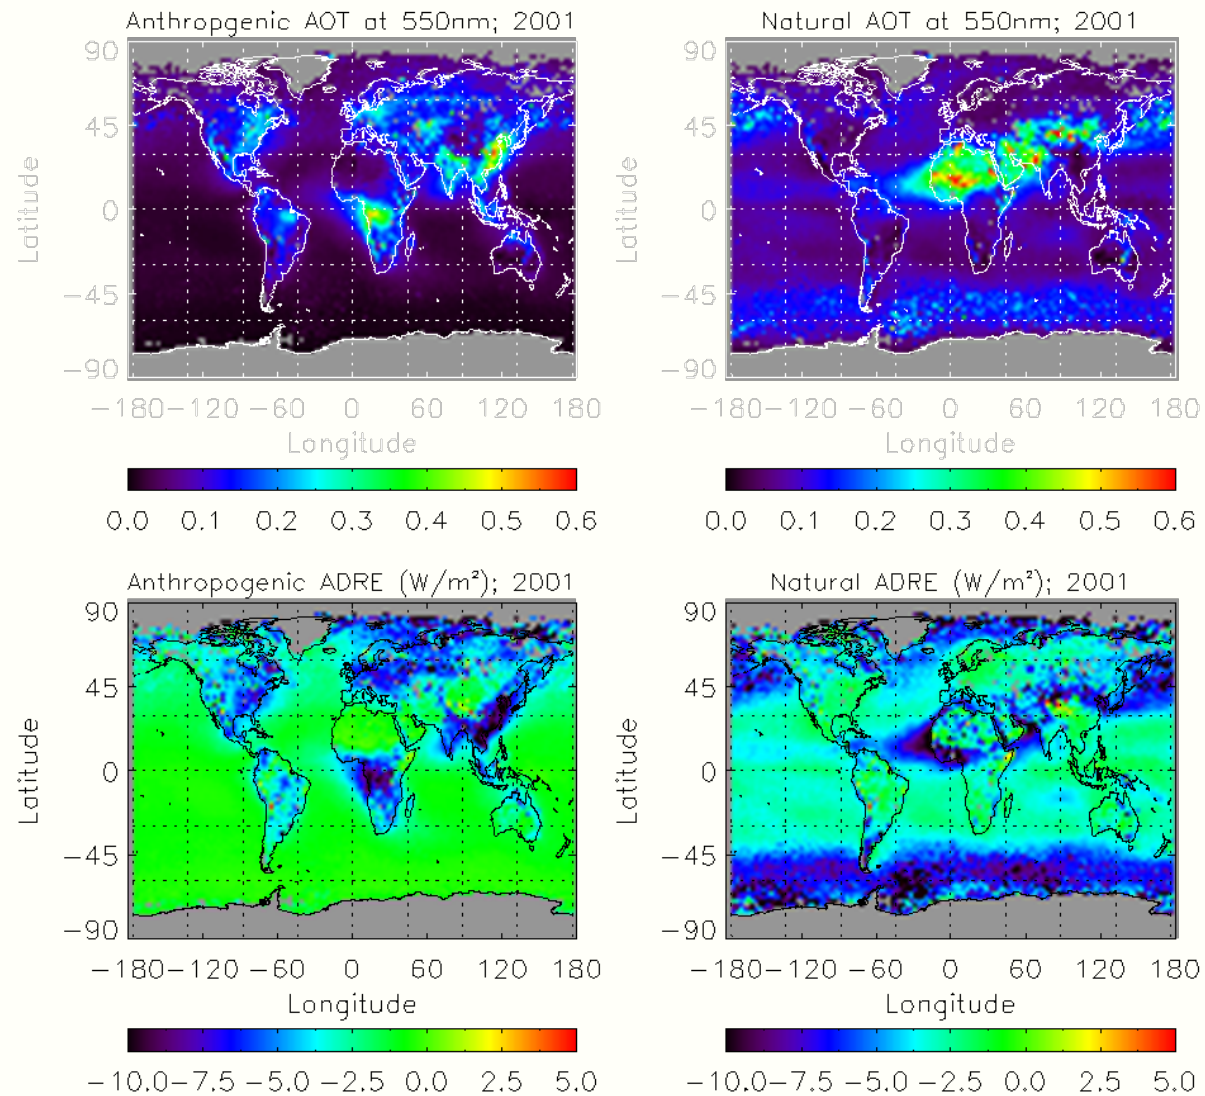 Anthropgenic AOT at 550nm; 2001
Natural AOT at 550nm; 2001
90
45
0
−45
−90
Latitude
−180 −120 −60 0 60 120 180
Longitude
0.0 0.1 0.2 0.3 0.4 0.5 0.6
90
45
0
−45
−90
Latitude
−180 −120 −60 0 60 120 180
Longitude
0.0 0.1 0.2 0.3 0.4 0.5 0.6
Anthropogenic ADRE (W/m²); 2001
Natural ADRE (W/m²); 2001
90
45
0
−45
−90
Latitude
−180 −120 −60 0 60 120 180
Longitude
−10.0 −7.5 −5.0 −2.5 0.0 2.5 5.0
90
45
0
−45
−90
Latitude
−180 −120 −60 0 60 120 180
Longitude
−10.0 −7.5 −5.0 −2.5 0.0 2.5 5.0